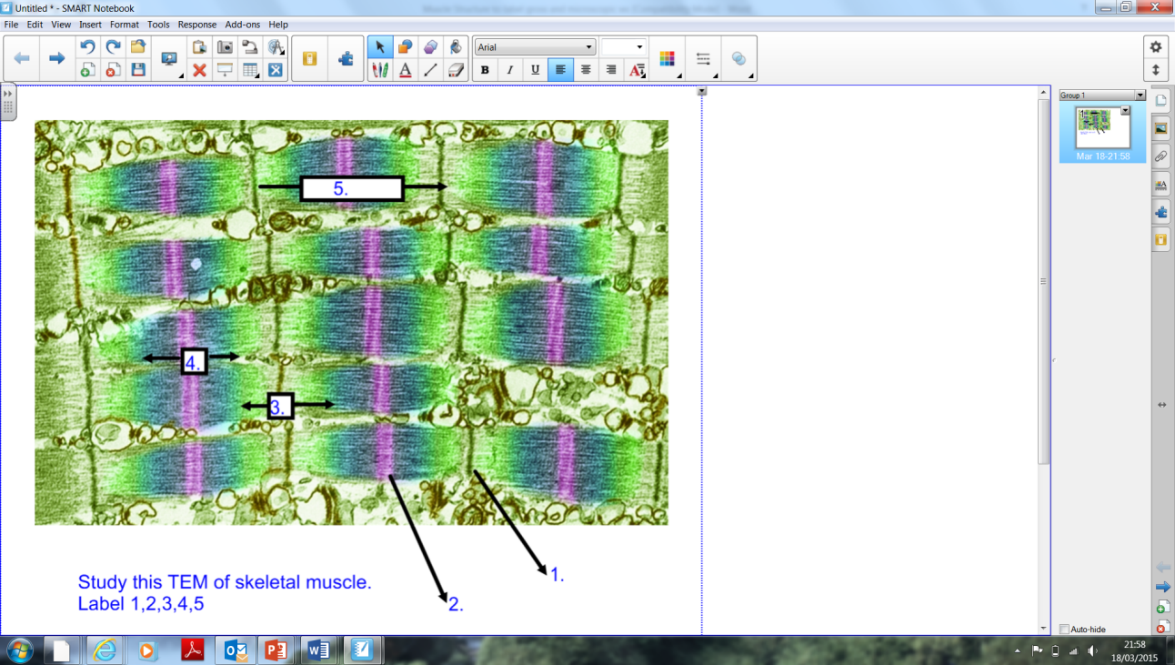 Untitled * - SMART Notebook
File Edit View Insert Format Tools Response Add-ons Help
Arial
B I U
Group 1
Mar 18-21:58
5.
4.
3.
1.
2.
Study this TEM of skeletal muscle.
Label 1,2,3,4,5
Auto-hide
21:58
18/03/2015